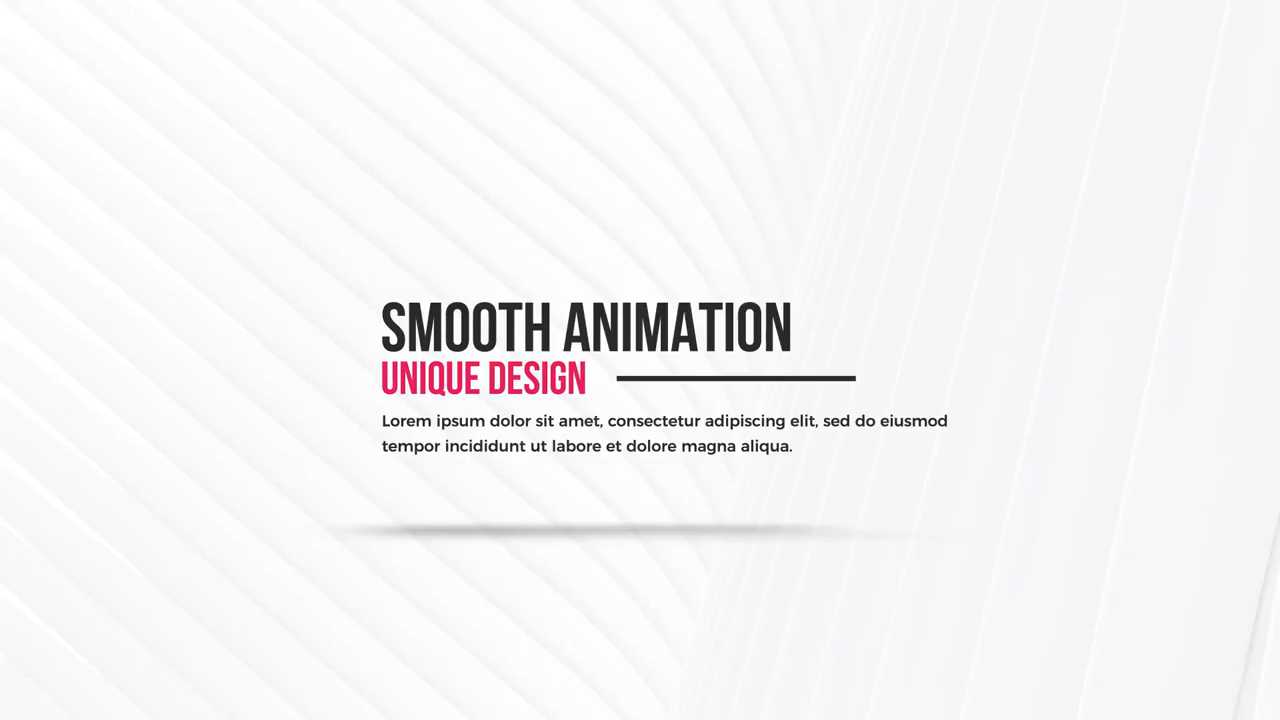 SMOOTH ANIMATION
UNIQUE DESIGN
Lorem ipsum dolor sit amet, consectetur adipiscing elit, sed do eiusmod
tempor incididunt ut labore et dolore magna aliqua.